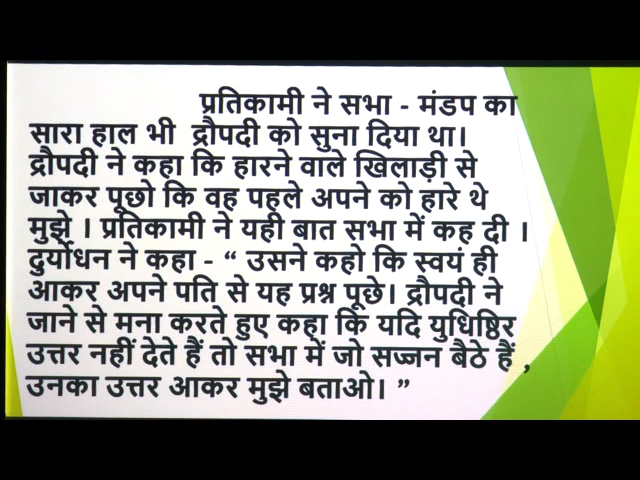 प्रतिकामी ने सभा - मंडप का
सारा हाल भी द्रौपदी को सुना दिया था।
द्रौपदी ने कहा कि हारने वाले खिलाड़ी से
जाकर पूछो कि वह पहले अपने को हारे थे
मुझे । प्रतिकामी ने यही बात सभा में कह दी ।
दुर्योधन ने कहा - “ उसने कहो कि स्वयं ही
आकर अपने पति से यह प्रश्न पूछे। द्रौपदी ने
जाने से मना करते हुए कहा कि यदि युधिष्ठिर
उत्तर नहीं देते हैं तो सभा में जो सज्जन बैठे हैं ,
उनका उत्तर आकर मुझे बताओ। ”